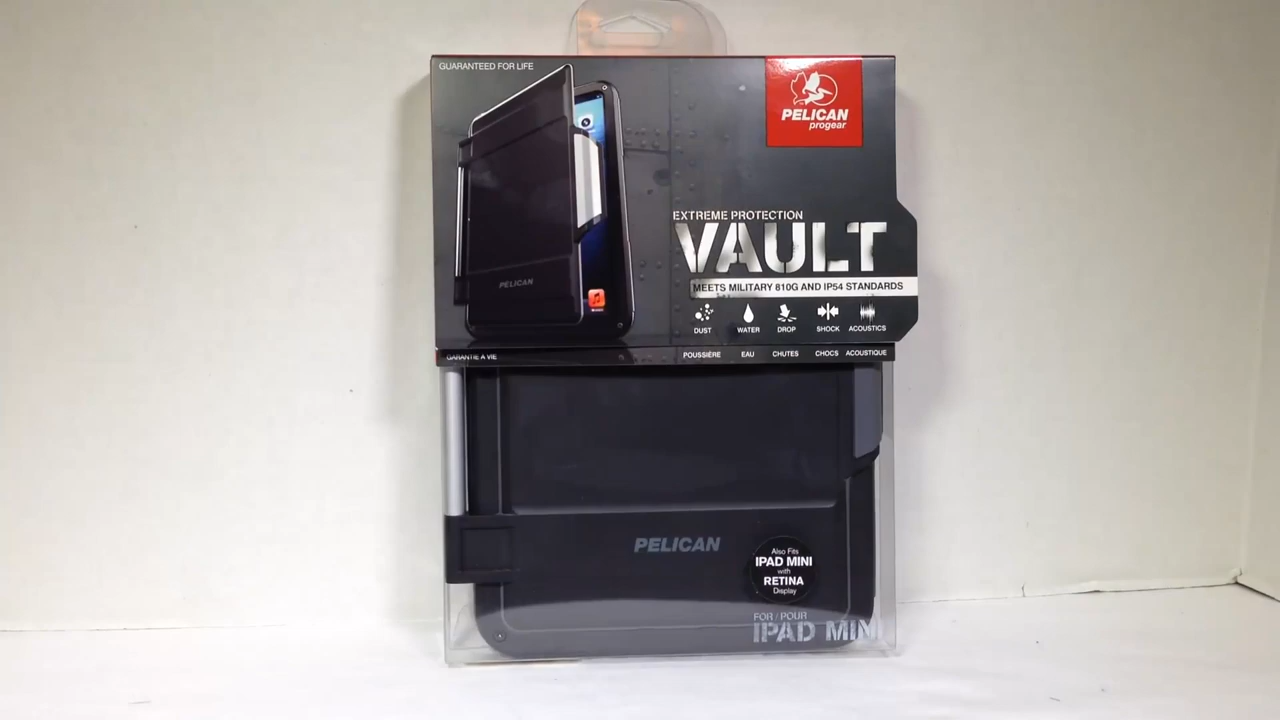 GUARANTEED FOR LIFE
PELICAN
progear
EXTREME PROTECTION
VAULT
MEETS MILITARY 810G AND IP54 STANDARDS
PELICAN
DUST WATER DROP SHOCK ACOUSTICS
GARANTIE À VIE POUSSIÈRE EAU CHUTES CHOCS ACOUSTIQUE
PELICAN
Also Fits
IPAD MINI
with
RETINA
Display
FOR / POUR
IPAD MINI